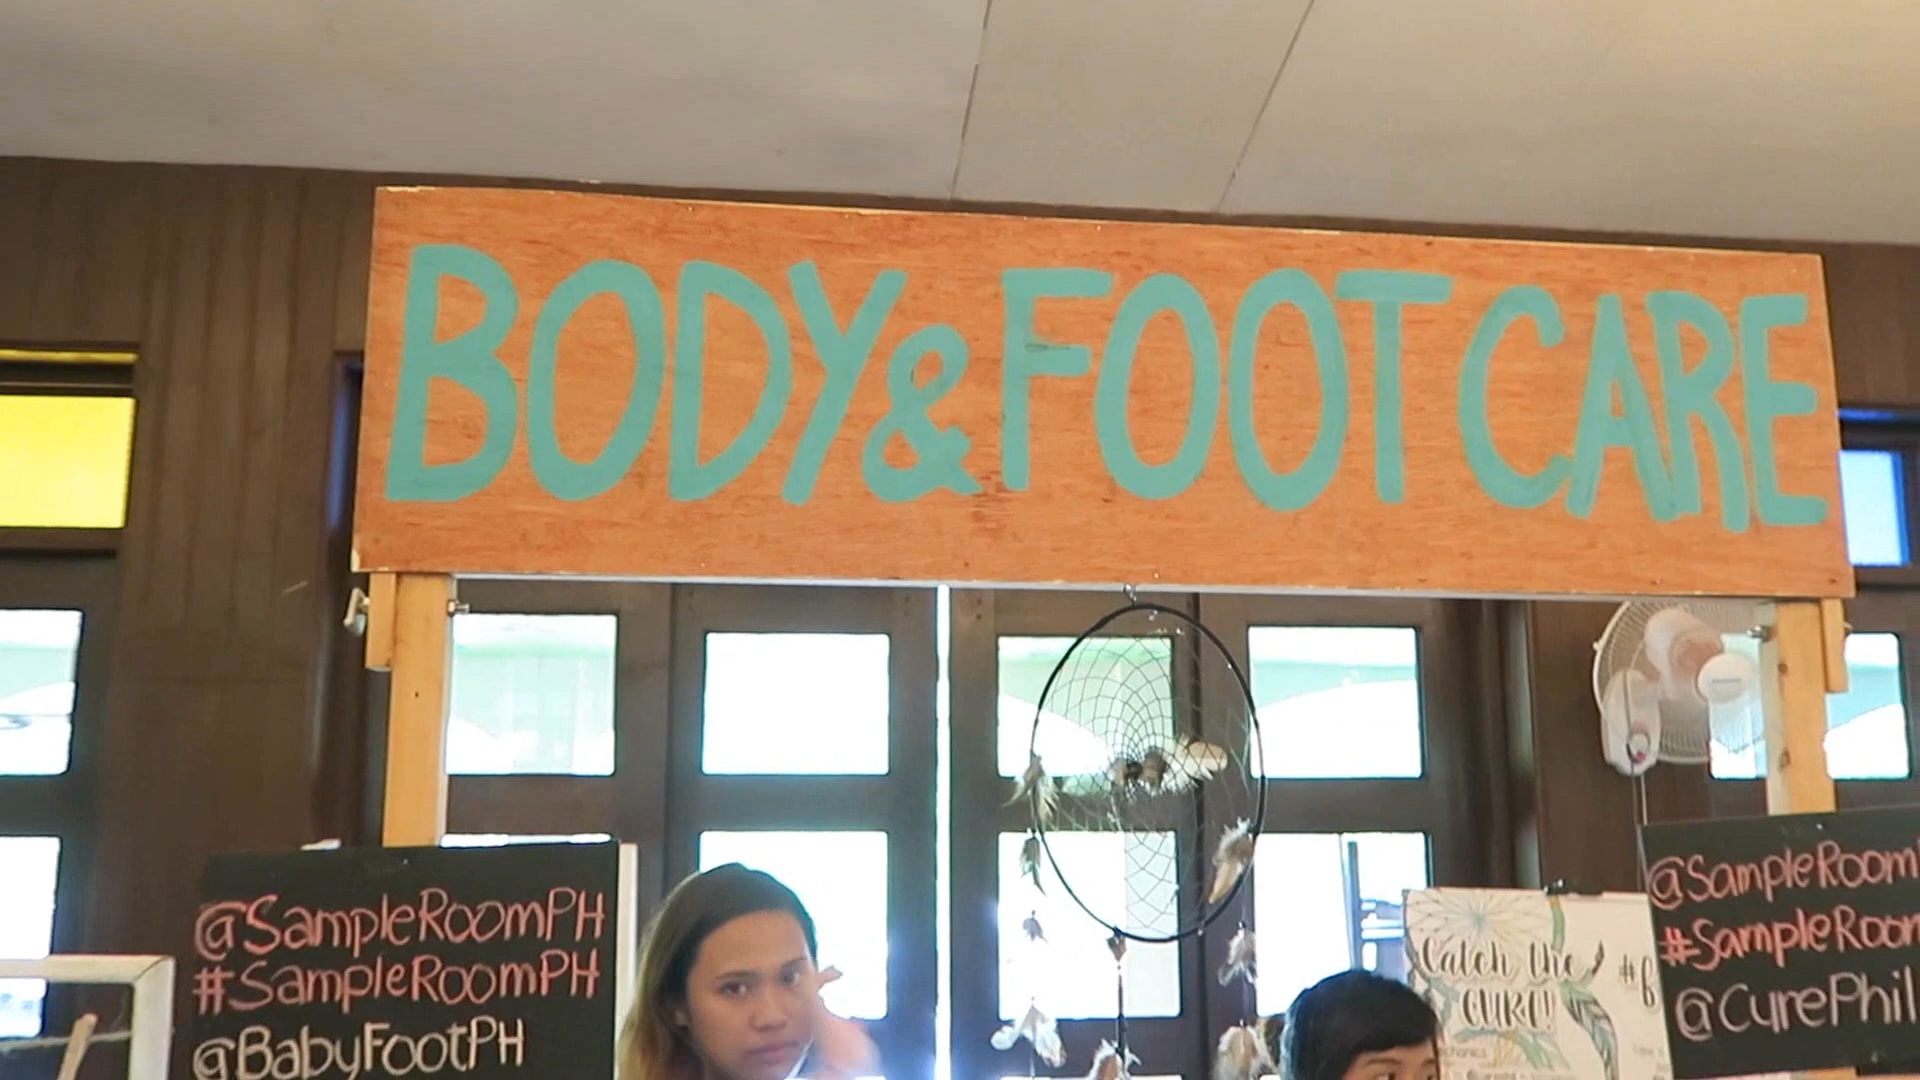 BODY & FOOT CARE
@SampleRoomPH
#SampleRoomPH
@BabyFootPH
Catch the
CURE!
@SampleRoom
#SampleRoom
@CurePhil